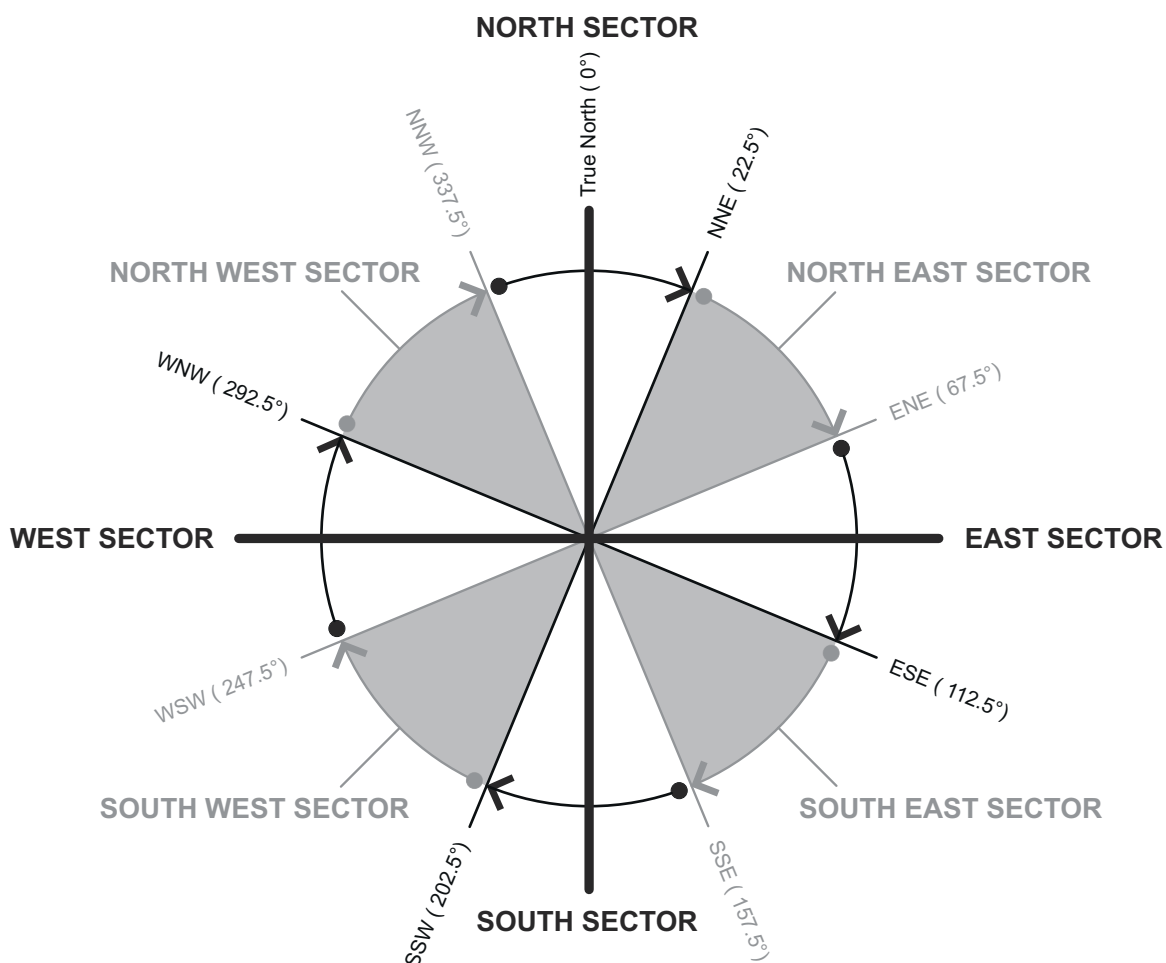 NORTH SECTOR
True North ( 0°)
NNW ( 337.5°)
NNE ( 22.5°)
NORTH WEST SECTOR
NORTH EAST SECTOR
WNW ( 292.5°)
ENE ( 67.5°)
WEST SECTOR
EAST SECTOR
WSW ( 247.5°)
ESE ( 112.5°)
SOUTH WEST SECTOR
SOUTH EAST SECTOR
SSW ( 202.5°)
SSE ( 157.5°)
SOUTH SECTOR